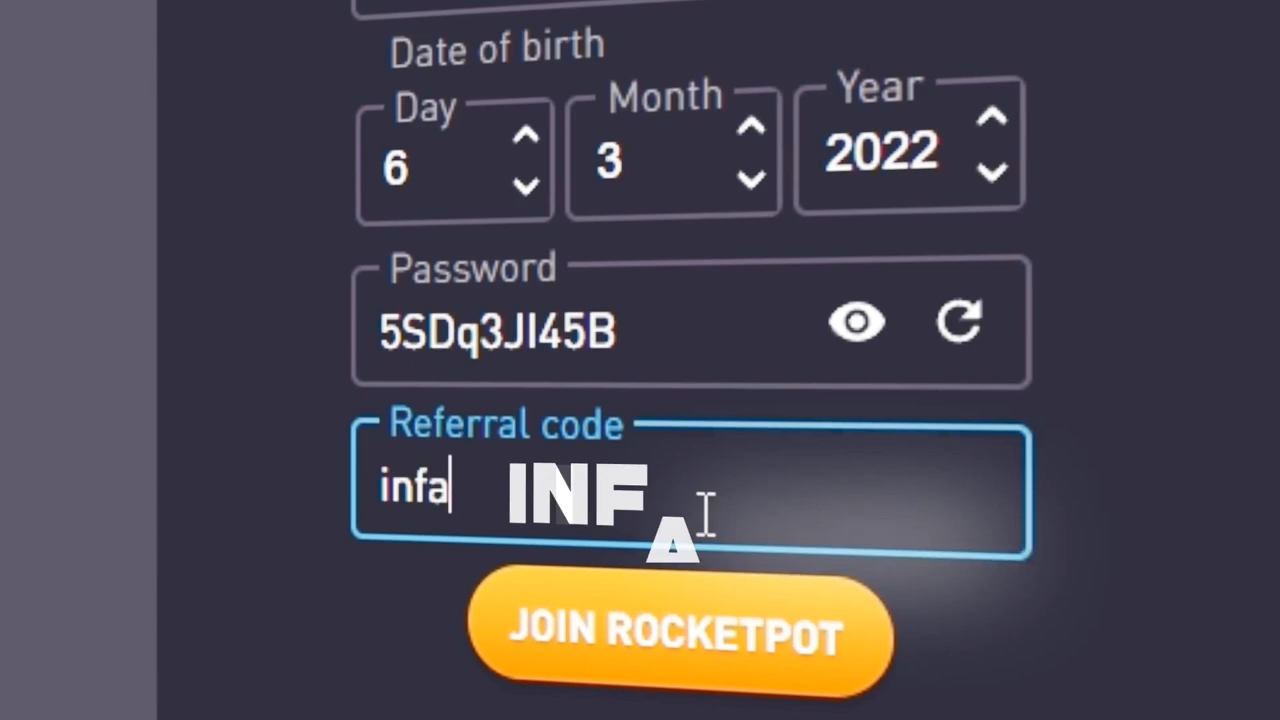 Date of birth
Day Month Year
6 3 2022
Password
5SDq3JI45B
Referral code
infa INFA
JOIN ROCKETPOT